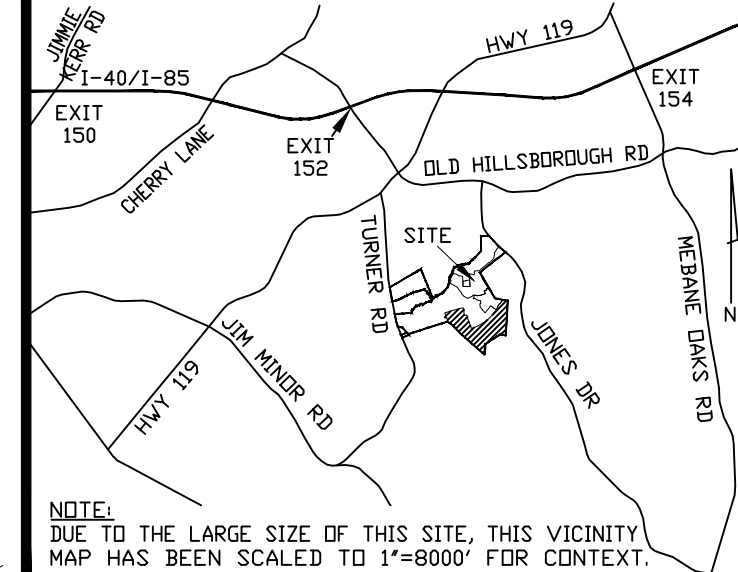 JIMMIE
KERR RD
HWY 119
I-40/I-85
EXIT
150
EXIT
154
CHERRY LANE
EXIT
152
OLD HILLSBOROUGH RD
TURNER RD
SITE
MEBANE OAKS RD
N
JIM MINOR RD
JONES DR
HWY 119
NOTE:
DUE TO THE LARGE SIZE OF THIS SITE, THIS VICINITY
MAP HAS BEEN SCALED TO 1"=8000' FOR CONTEXT.